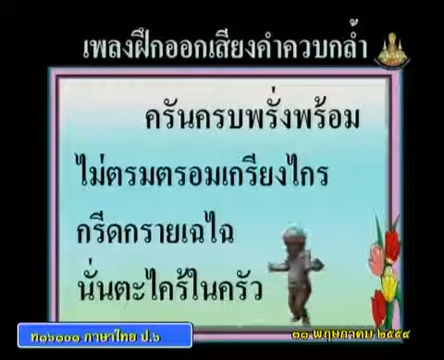 เพลงฝึกออกเสียงคำควบกล้ำ
ครันครบพรั่งพร้อม
ไม่ตรมตรอมเกรียงไกร
กรีดกรายเฉไฉ
นั่นตะไคร้ในครัว
ท๑๖๑๐๑ ภาษาไทย ป.๖
๓๑ พฤษภาคม ๒๕๕๔